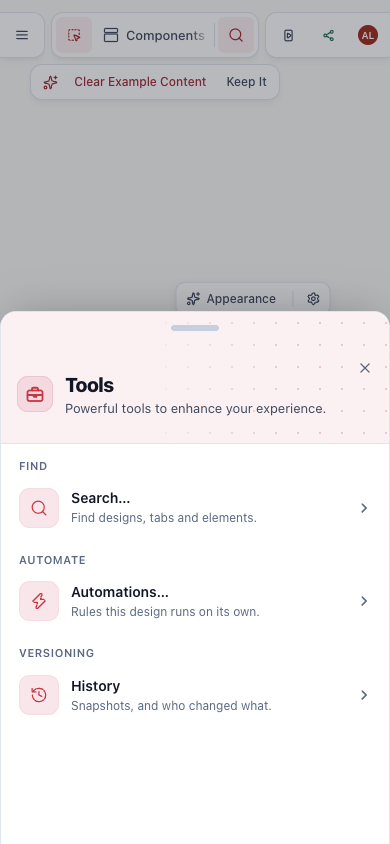 Components
AL
Clear Example Content
Keep It
Appearance
Tools
Powerful tools to enhance your experience.
FIND
Search...
Find designs, tabs and elements.
AUTOMATE
Automations...
Rules this design runs on its own.
VERSIONING
History
Snapshots, and who changed what.